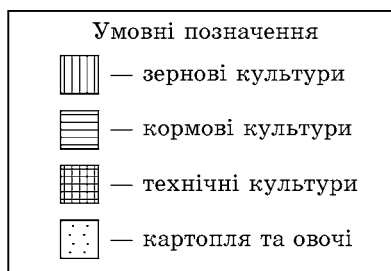 Умовні позначення
— зернові культури
— кормові культури
— технічні культури
— картопля та овочі